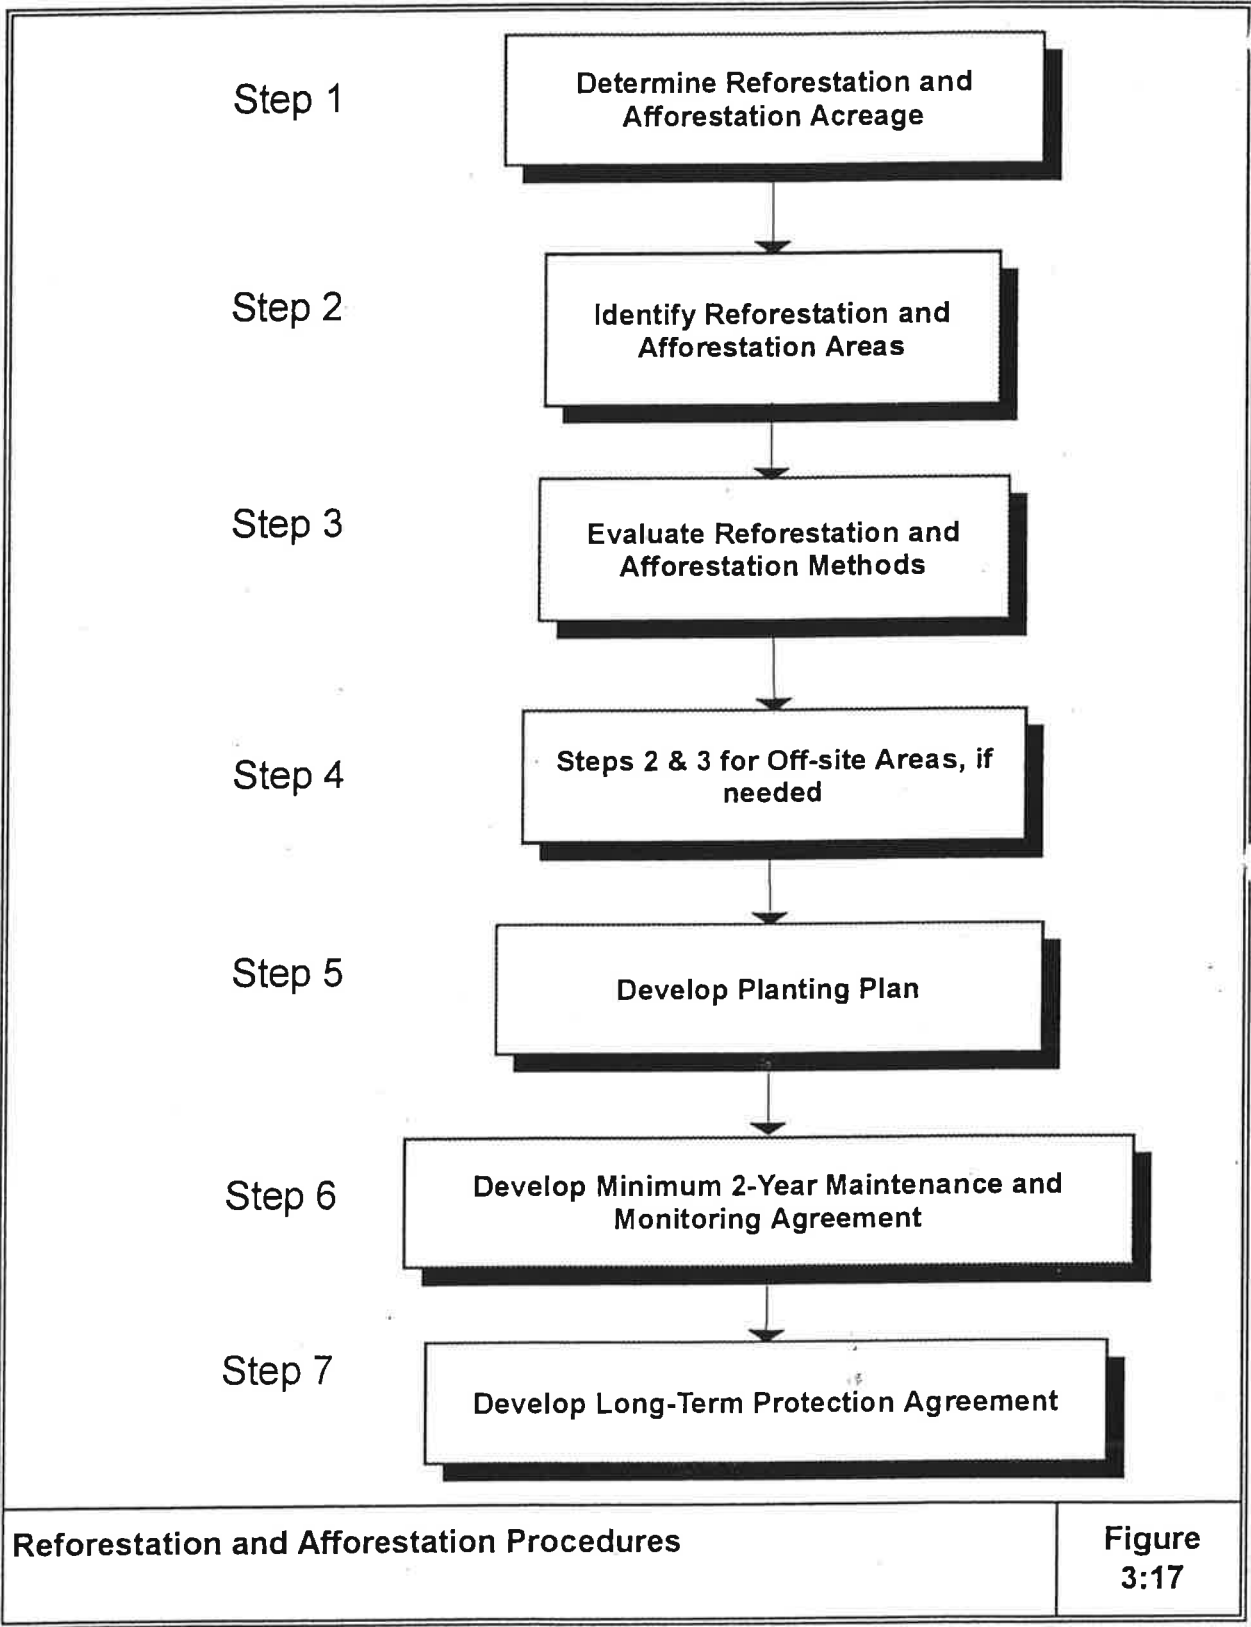 Step 1
Determine Reforestation and
Afforestation Acreage
Step 2
Identify Reforestation and
Afforestation Areas
Step 3
Evaluate Reforestation and
Afforestation Methods
Step 4
Steps 2 & 3 for Off-site Areas, if
needed
Step 5
Develop Planting Plan
Step 6
Develop Minimum 2-Year Maintenance and
Monitoring Agreement
Step 7
Develop Long-Term Protection Agreement
Reforestation and Afforestation Procedures
Figure
3:17